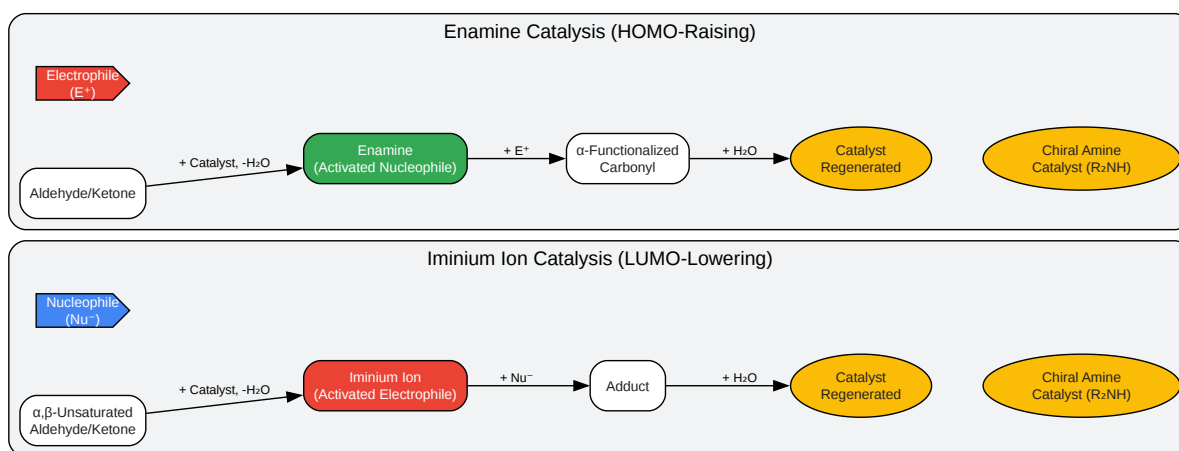 Enamine Catalysis (HOMO-Raising)
Electrophile
(E⁺)
Aldehyde/Ketone
+ Catalyst, -H₂O
Enamine
(Activated Nucleophile)
+ E⁺
α-Functionalized
Carbonyl
+ H₂O
Catalyst
Regenerated
Chiral Amine
Catalyst (R₂NH)
Iminium Ion Catalysis (LUMO-Lowering)
Nucleophile
(Nu⁻)
α,β-Unsaturated
Aldehyde/Ketone
+ Catalyst, -H₂O
Iminium Ion
(Activated Electrophile)
+ Nu⁻
Adduct
+ H₂O
Catalyst
Regenerated
Chiral Amine
Catalyst (R₂NH)